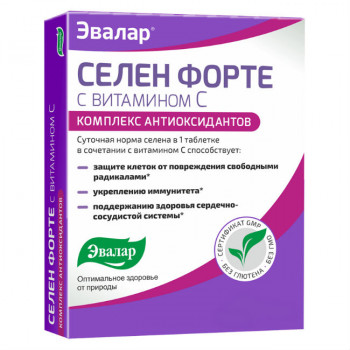 Эвалар®
СЕЛЕН ФОРТЕ
С ВИТАМИНОМ С
КОМПЛЕКС АНТИОКСИДАНТОВ
Суточная норма селена в 1 таблетке
в сочетании с витамином С способствует:
защите клеток от повреждения свободными
радикалами*
укреплению иммунитета*
поддержанию здоровья сердечно-
сосудистой системы*
Эвалар®
Оптимальное здоровье
от природы
СЕРТИФИКАТ GMP
БЕЗ ГЛЮТЕНА • БЕЗ ГМО
СЕЛЕН ФОРТЕ
С ВИТАМИНОМ С
КОМПЛЕКС АНТИОКСИДАНТОВ